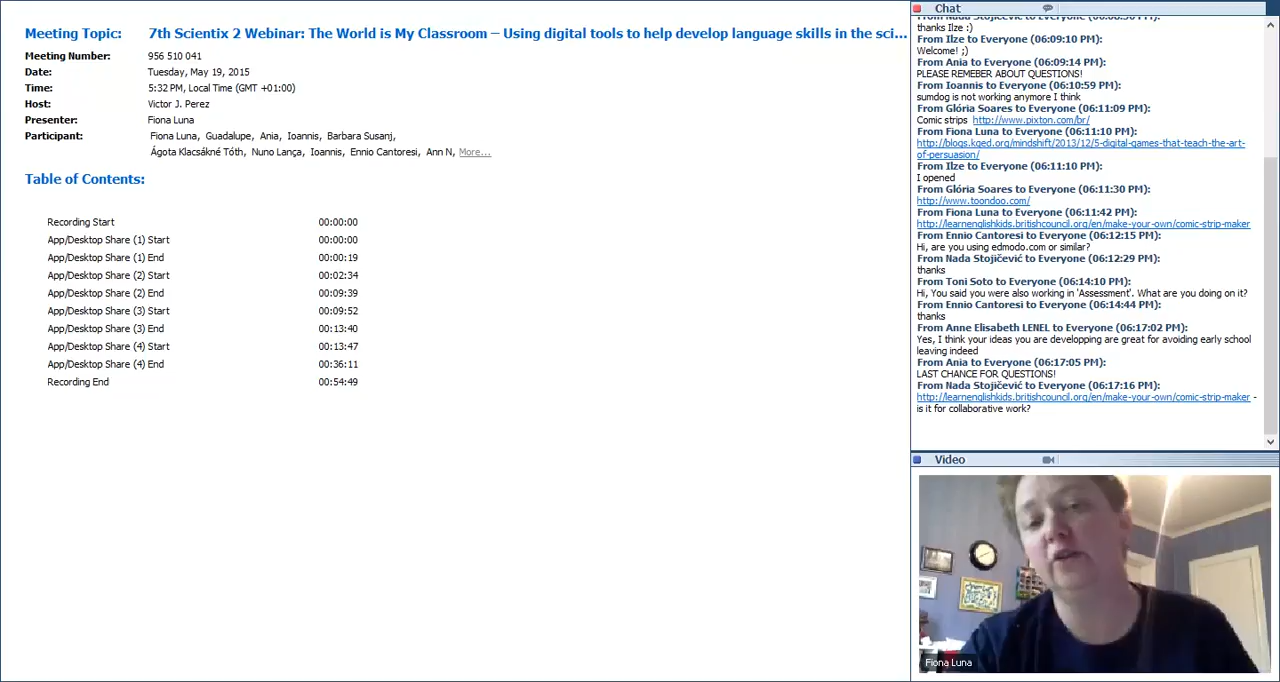 Meeting Topic: 7th Scientix 2 Webinar: The World is My Classroom – Using digital tools to help develop language skills in the sci...
Meeting Number: 956 510 041
Date: Tuesday, May 19, 2015
Time: 5:32 PM, Local Time (GMT +01:00)
Host: Victor J. Perez
Presenter: Fiona Luna
Participant: Fiona Luna, Guadalupe, Ania, Ioannis, Barbara Susanj,
Ágota Klacsákné Tóth, Nuno Lança, Ioannis, Ennio Cantoresi, Ann N, More...
Table of Contents:
Recording Start 00:00:00
App/Desktop Share (1) Start 00:00:00
App/Desktop Share (1) End 00:00:19
App/Desktop Share (2) Start 00:02:34
App/Desktop Share (2) End 00:09:39
App/Desktop Share (3) Start 00:09:52
App/Desktop Share (3) End 00:13:40
App/Desktop Share (4) Start 00:13:47
App/Desktop Share (4) End 00:36:11
Recording End 00:54:49
Chat
thanks Ilze :)
From Ilze to Everyone (06:09:10 PM):
Welcome! ;)
From Ania to Everyone (06:09:14 PM):
PLEASE REMEBER ABOUT QUESTIONS!
From Ioannis to Everyone (06:10:59 PM):
sumdog is not working anymore I think
From Glória Soares to Everyone (06:11:09 PM):
Comic strips http://www.pixton.com/br/
From Fiona Luna to Everyone (06:11:10 PM):
http://blogs.kqed.org/mindshift/2013/12/5-digital-games-that-teach-the-art-
of-persuasion/
From Ilze to Everyone (06:11:10 PM):
I opened
From Glória Soares to Everyone (06:11:30 PM):
http://www.toondoo.com/
From Fiona Luna to Everyone (06:11:42 PM):
http://learnenglishkids.britishcouncil.org/en/make-your-own/comic-strip-maker
From Ennio Cantoresi to Everyone (06:12:15 PM):
Hi, are you using edmodo.com or similar?
From Nada Stojičević to Everyone (06:12:29 PM):
thanks
From Toni Soto to Everyone (06:14:10 PM):
Hi, You said you were also working in 'Assessment'. What are you doing on it?
From Ennio Cantoresi to Everyone (06:14:44 PM):
thanks
From Anne Elisabeth LENEL to Everyone (06:17:02 PM):
Yes, I think your ideas you are developping are great for avoiding early school
leaving indeed
From Ania to Everyone (06:17:05 PM):
LAST CHANCE FOR QUESTIONS!
From Nada Stojičević to Everyone (06:17:16 PM):
http://learnenglishkids.britishcouncil.org/en/make-your-own/comic-strip-maker -
is it for collaborative work?
Video
Fiona Luna